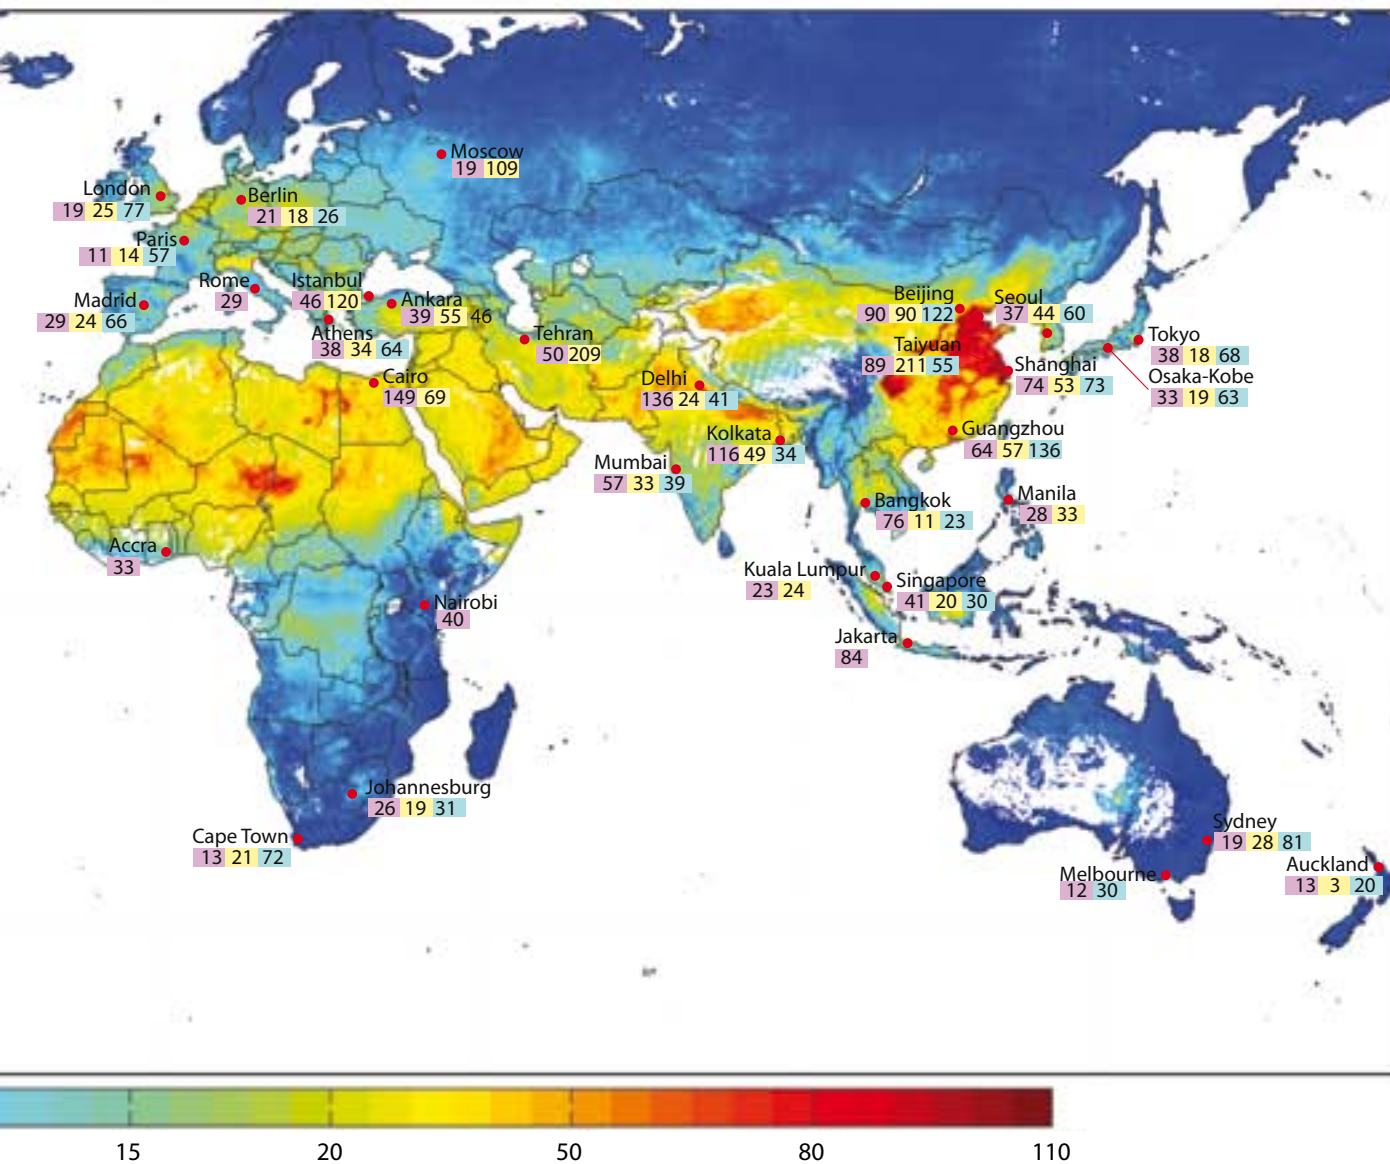 Moscow
19 109
London
19 25 77
Berlin
21 18 26
Paris
11 14 57
Rome
29
Istanbul
46 120
Madrid
29 24 66
Ankara
39 55 46
Athens
38 34 64
Tehran
50 209
Cairo
149 69
Beijing
90 90 122
Seoul
37 44 60
Taiyuan
89 211 55
Tokyo
38 18 68
Shanghai
74 53 73
Osaka-Kobe
33 19 63
Delhi
136 24 41
Kolkata
116 49 34
Guangzhou
64 57 136
Mumbai
57 33 39
Bangkok
76 11 23
Manila
28 33
Accra
33
Kuala Lumpur
23 24
Singapore
41 20 30
Nairobi
40
Jakarta
84
Johannesburg
26 19 31
Cape Town
13 21 72
Sydney
19 28 81
Melbourne
12 30
Auckland
13 3 20
15 20 50 80 110